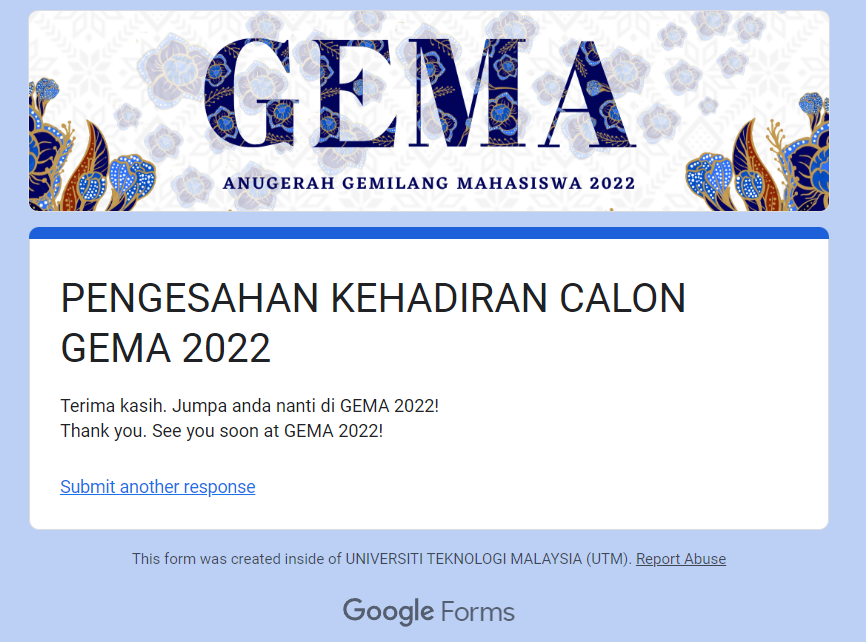 GEMA
ANUGERAH GEMILANG MAHASISWA 2022
PENGESAHAN KEHADIRAN CALON
GEMA 2022
Terima kasih. Jumpa anda nanti di GEMA 2022!
Thank you. See you soon at GEMA 2022!
Submit another response
This form was created inside of UNIVERSITI TEKNOLOGI MALAYSIA (UTM). Report Abuse
Google Forms